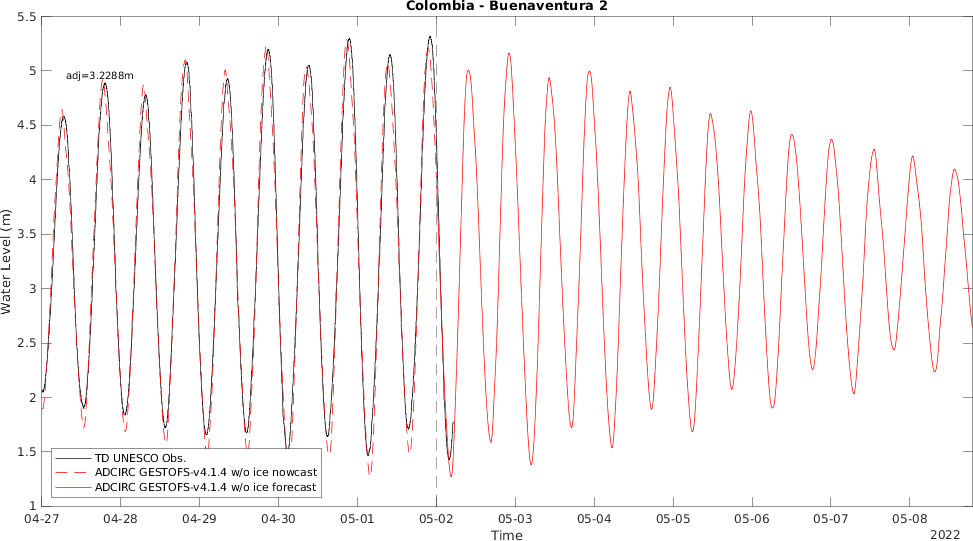 Colombia - Buenaventura 2
5.5
5
4.5
4
3.5
3
2.5
2
1.5
1
Water Level (m)
adj=3.2288m
TD UNESCO Obs.
ADCIRC GESTOFS-v4.1.4 w/o ice nowcast
ADCIRC GESTOFS-v4.1.4 w/o ice forecast
04-27 04-28 04-29 04-30 05-01 05-02 05-03 05-04 05-05 05-06 05-07 05-08
Time
2022